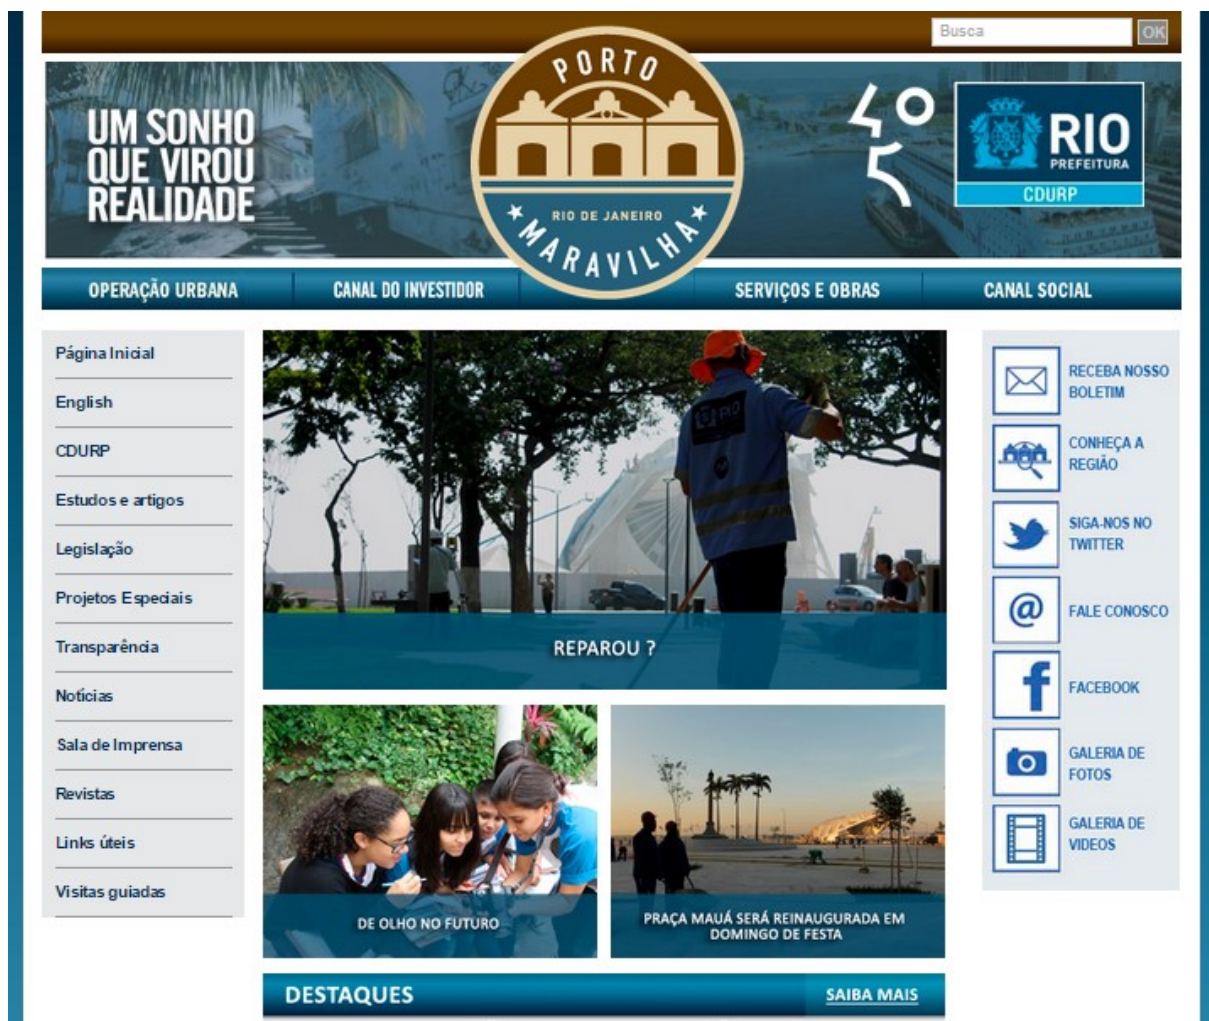 Busca
OK
UM SONHO
QUE VIROU
REALIDADE
PORTO
RIO DE JANEIRO
MARAVILHA
RIO
PREFEITURA
CDURP
OPERAÇÃO URBANA
CANAL DO INVESTIDOR
SERVIÇOS E OBRAS
CANAL SOCIAL
Página Inicial
English
CDURP
Estudos e artigos
Legislação
Projetos Especiais
Transparência
Notícias
Sala de Imprensa
Revistas
Links úteis
Visitas guiadas
RIO
REPAROU ?
DE OLHO NO FUTURO
PRAÇA MAUÁ SERÁ REINAUGURADA EM
DOMINGO DE FESTA
DESTAQUES
SAIBA MAIS
RECEBA NOSSO
BOLETIM
CONHEÇA A
REGIÃO
SIGA-NOS NO
TWITTER
@
FALE CONOSCO
f
FACEBOOK
GALERIA DE
FOTOS
GALERIA DE
VIDEOS